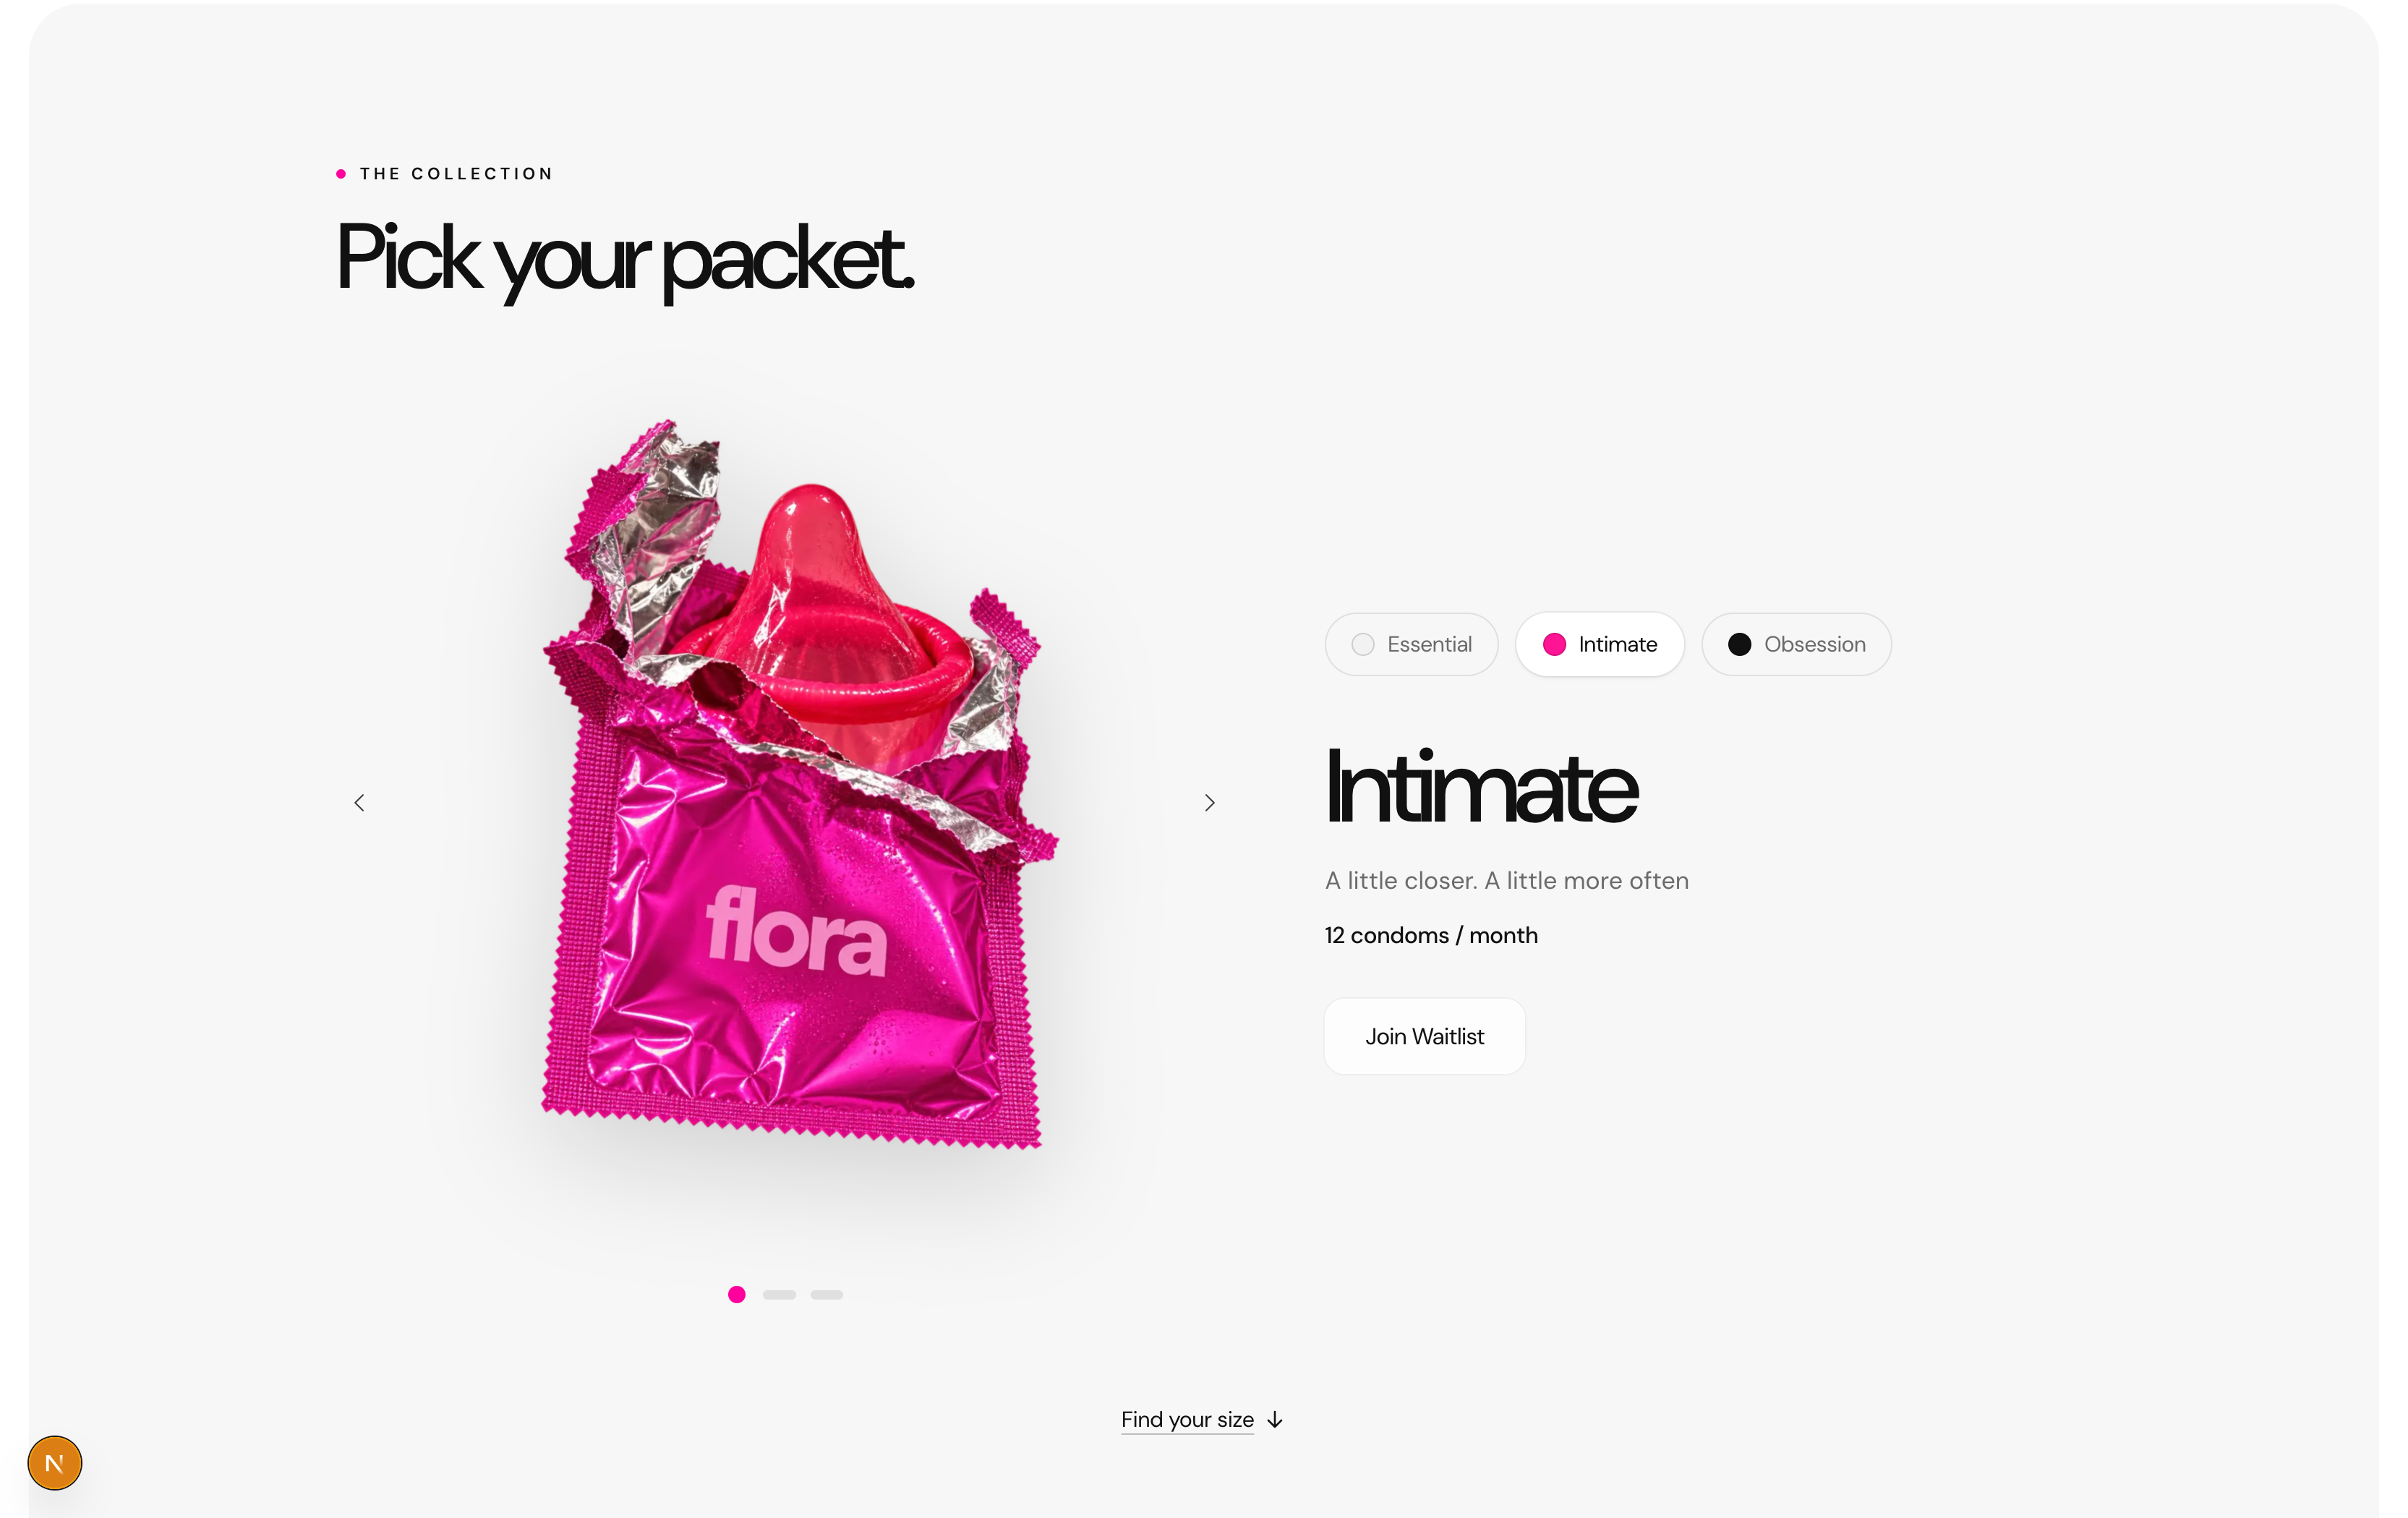 THE COLLECTION
Pick your packet.
Essential
Intimate
Obsession
Intimate
A little closer. A little more often
12 condoms / month
flora
Join Waitlist
Find your size ↓
N